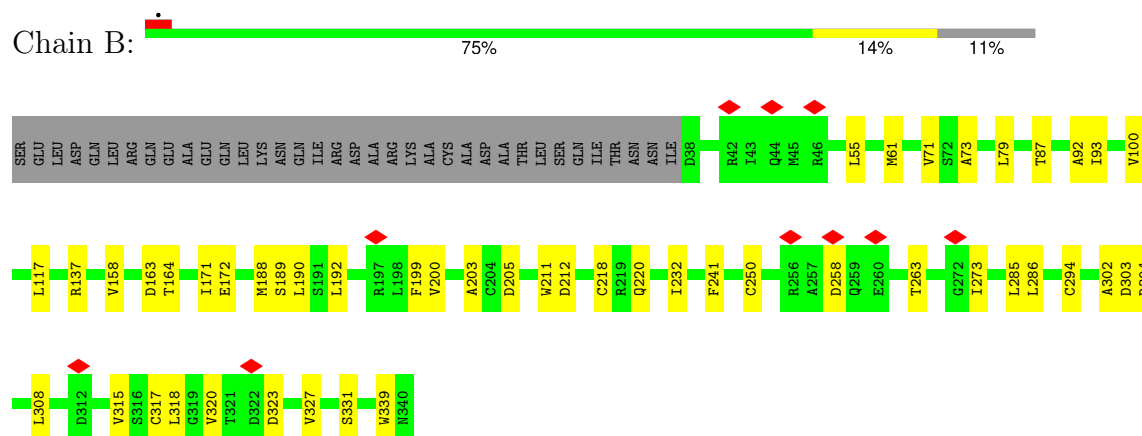 Chain B:
75% 14% 11%
SER GLU LEU ASP GLN LEU ARG GLN GLU ALA GLU GLN LEU LYS ASN GLN ILE ARG ASP ALA ARG LYS ALA CYS ALA ASP ALA THR LEU SER GLN ILE THR ASN ASN ILE D38 R42 I43 Q44 M45 R46 L55 M61 V71 S72 A73 L79 T87 A92 I93 V100
L117 R137 V158 D163 T164 I171 E172 M188 S189 L190 S191 L192 R197 L198 F199 V200 A203 C204 D205 W211 D212 C218 R219 Q220 I232 F241 C250 R256 A257 D258 Q259 E260 T263 G272 I273 L285 L286 C294 A302 D303
L308 D312 V315 S316 C317 L318 G319 V320 T321 D322 D323 V327 S331 W339 N340